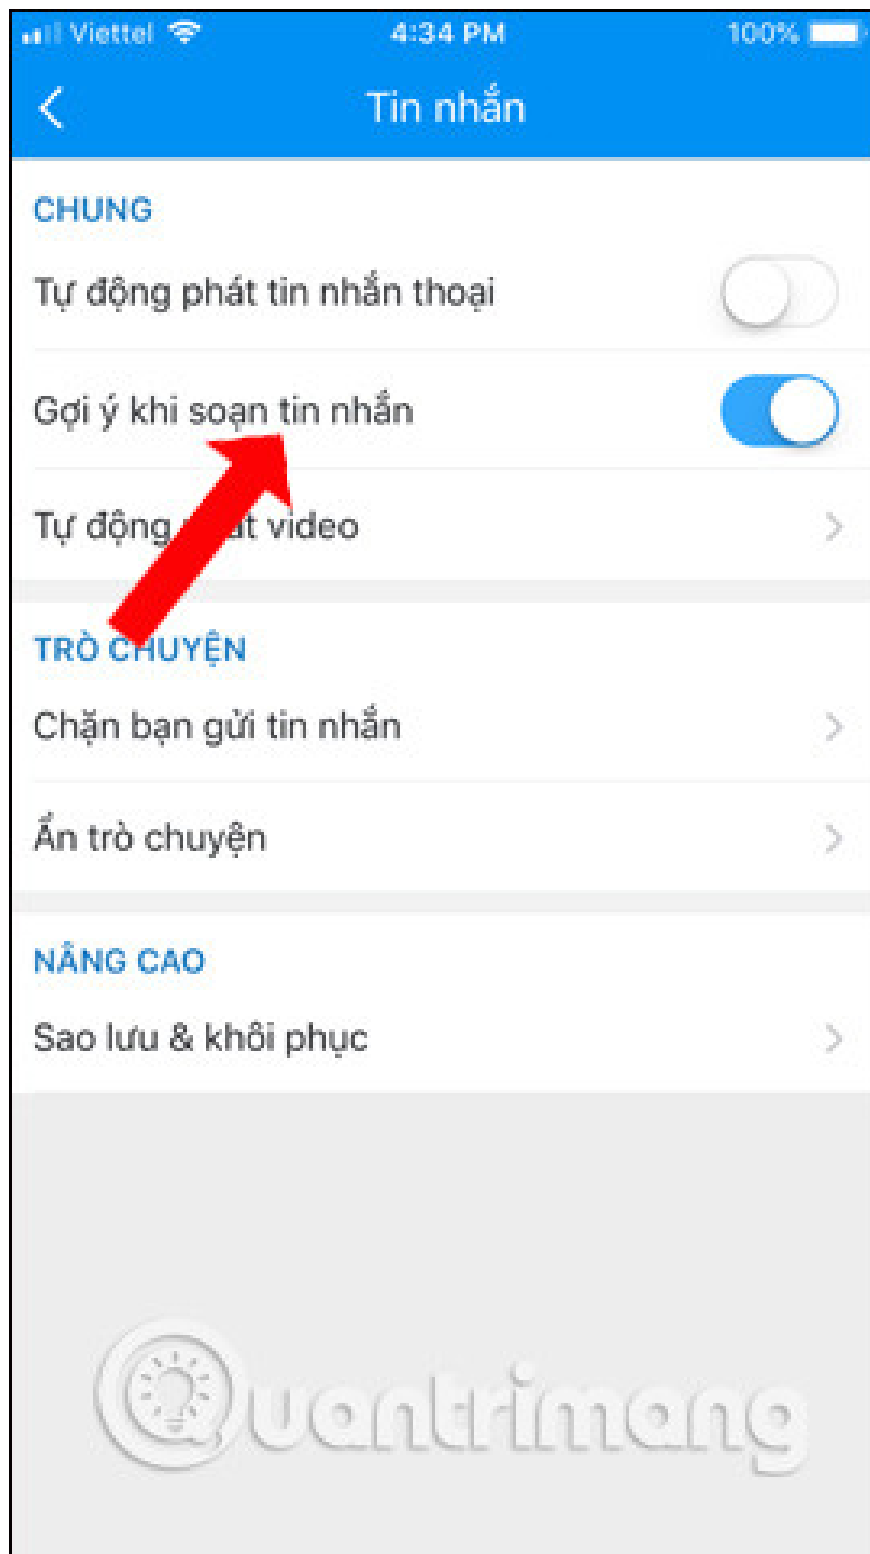 Viettel 4:34 PM 100%
Tin nhắn
CHUNG
Tự động phát tin nhắn thoại
Gợi ý khi soạn tin nhắn
Tự động video
TRÒ CHUYỆN
Chặn bạn gửi tin nhắn
Ẩn trò chuyện
NÂNG CAO
Sao lưu & khôi phục
Quantrimang